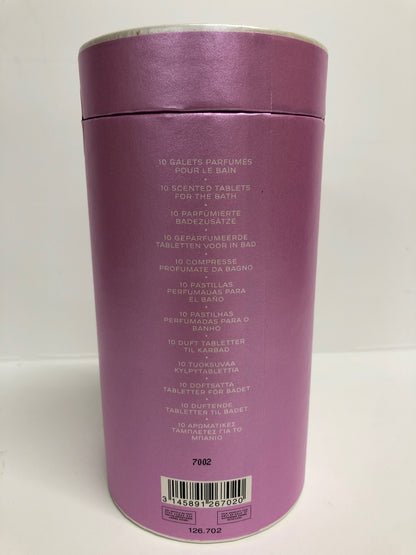 10 GALETS PARFUMÉS
POUR LE BAIN
10 SCENTED TABLETS
FOR THE BATH
10 PARFÜMIERTE
BADEZUSÄTZE
10 GEPARFUMEERDE
TABLETTEN VOOR IN BAD
10 COMPRESSE
PROFUMATE DA BAGNO
10 PASTILLAS
PERFUMADAS PARA
EL BAÑO
10 PASTILHAS
PERFUMADAS PARA O
BANHO
10 DUFT TABLETTER
TIL KARBAD
10 TUOKSUVAA
KYLPYTABLETTIA
10 DOFTSATTA
TABLETTER FÖR BADET
10 DUFTENDE
TABLETTER TIL BADET
10 ΑΡΩΜΑΤΙΚΕΣ
ΤΑΜΠΛΕΤΕΣ ΓΙΑ ΤΟ
ΜΠΑΝΙΟ
7002
3 145891 267020
126.702